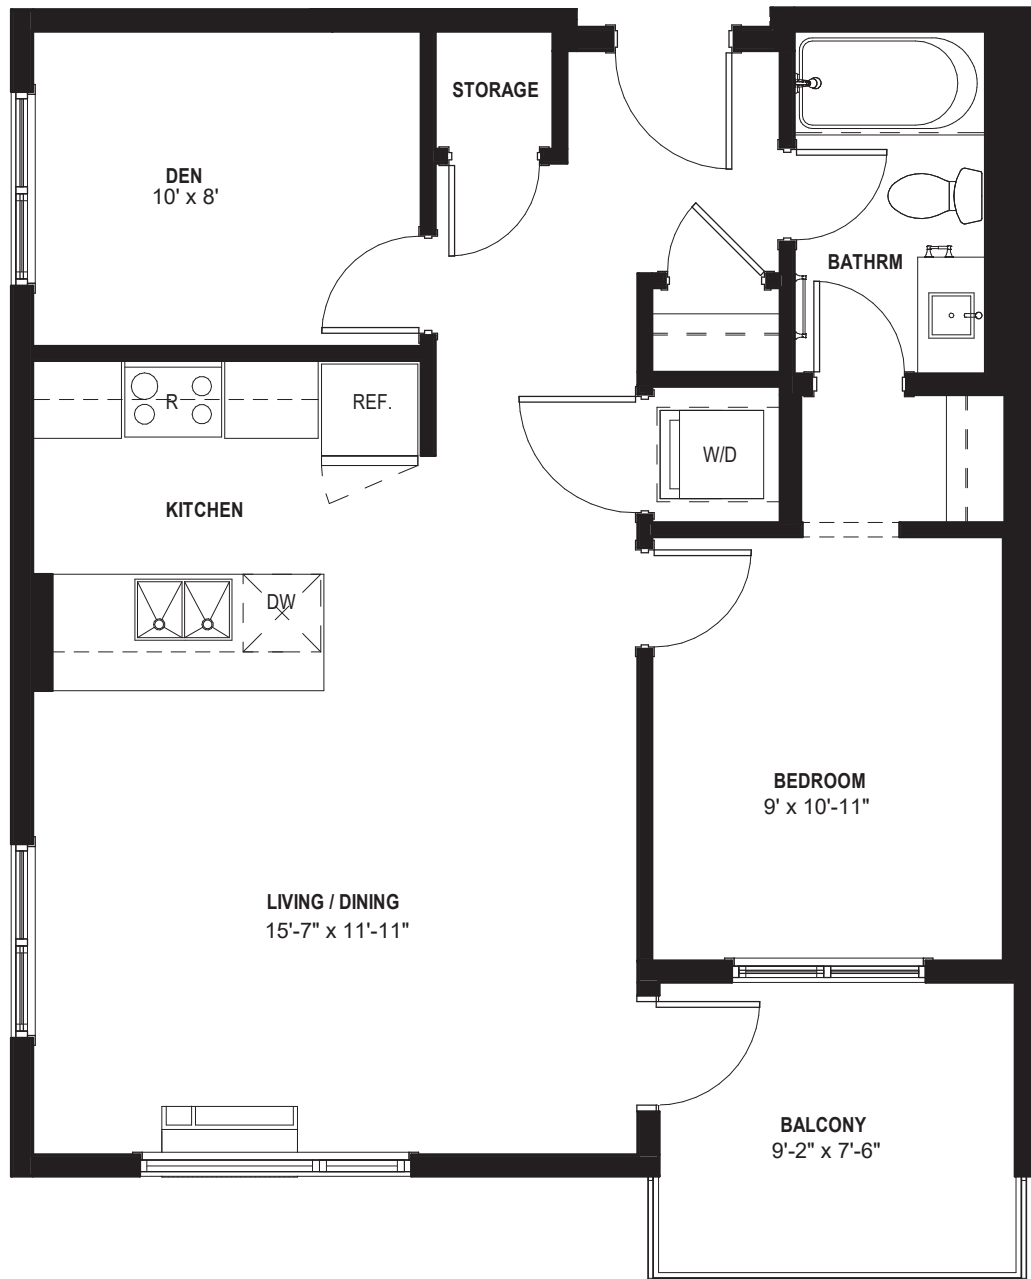 STORAGE
DEN
10' x 8'
BATHRM
R
REF.
W/D
KITCHEN
DW
BEDROOM
9' x 10'-11"
LIVING / DINING
15'-7" x 11'-11"
BALCONY
9'-2" x 7'-6"